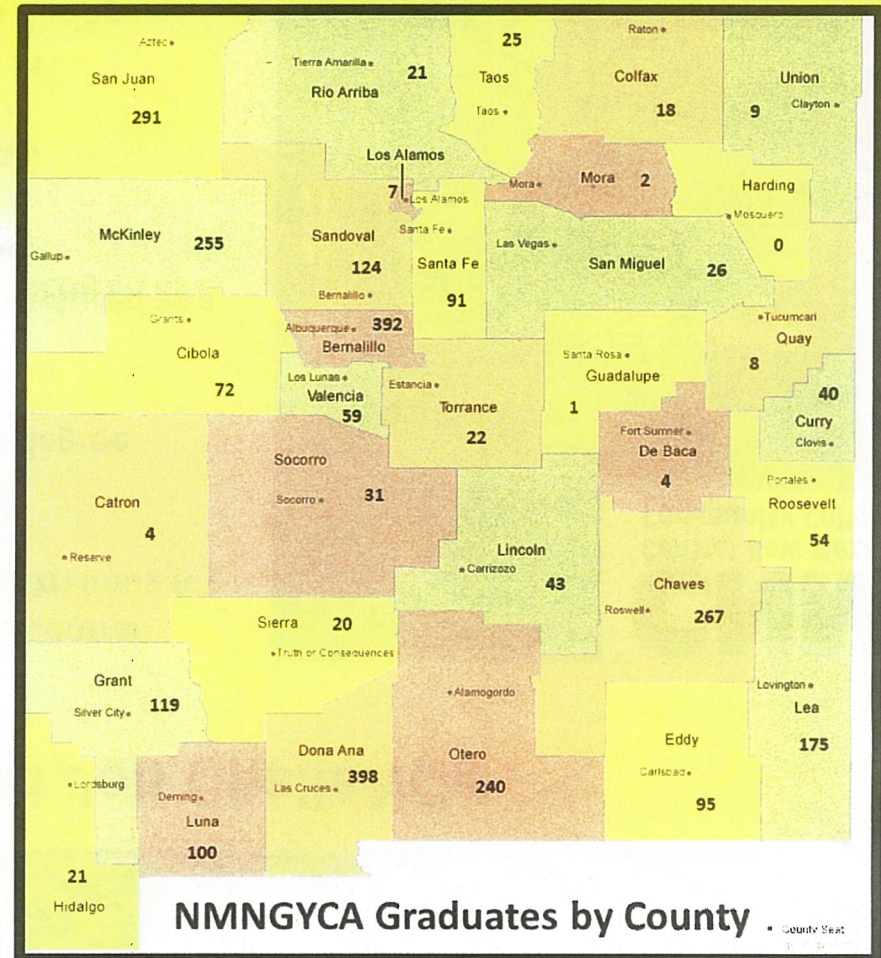 Aztec
San Juan
291
Tierra Amarilla
21
Rio Arriba
25
Taos
Taos
Raton
Colfax
18
Union
9
Clayton
Los Alamos
7
Los Alamos
Mora
Mora
2
Harding
Mosquero
0
McKinley
255
Gallup
Sandoval
124
Bernalillo
Santa Fe
Santa Fe
91
Las Vegas
San Miguel
26
Tucumcari
Quay
8
Grants
Cibola
72
Albuquerque
392
Bernalillo
Los Lunas
Valencia
59
Estancia
Torrance
22
Santa Rosa
Guadalupe
1
40
Curry
Clovis
Fort Sumner
De Baca
4
Portales
Roosevelt
54
Catron
4
Reserve
Socorro
Socorro
31
Lincoln
Carrizozo
43
Chaves
Roswell
267
Sierra
20
Truth or Consequences
Grant
Silver City
119
Alamogordo
Otero
240
Lovington
Lea
175
Eddy
Carlsbad
95
Dona Ana
398
Las Cruces
Lordsburg
Deming
Luna
100
21
Hidalgo
NMNGYCA Graduates by County
County Seat